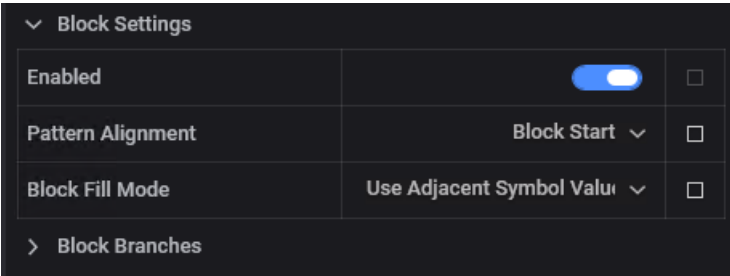 Block Settings
Enabled
Pattern Alignment Block Start
Block Fill Mode Use Adjacent Symbol Valu
Block Branches